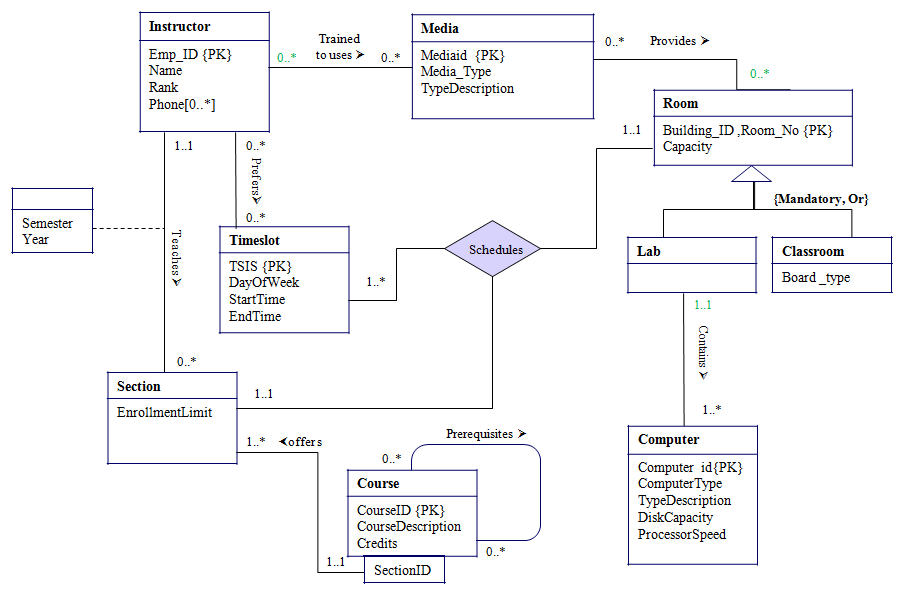 Instructor
Emp_ID {PK}
Name
Rank
Phone[0..*]
Trained
to uses ➤
0..*
0..*
Media
Mediaid {PK}
Media_Type
TypeDescription
0..*
Provides ➤
0..*
Room
Building_ID ,Room_No {PK}
Capacity
1..1
{Mandatory, Or}
Lab
Classroom
Board _type
1..1
Contains ➤
1..*
Computer
Computer_id{PK}
ComputerType
TypeDescription
DiskCapacity
ProcessorSpeed
1..1
Teaches ➤
0..*
Semester
Year
0..*
Prefers ➤
0..*
Timeslot
TSIS {PK}
DayOfWeek
StartTime
EndTime
1..*
Schedules
Section
EnrollmentLimit
1..1
1..*
⮜offers
Prerequisites ➤
0..*
Course
CourseID {PK}
CourseDescription
Credits
0..*
1..1
SectionID